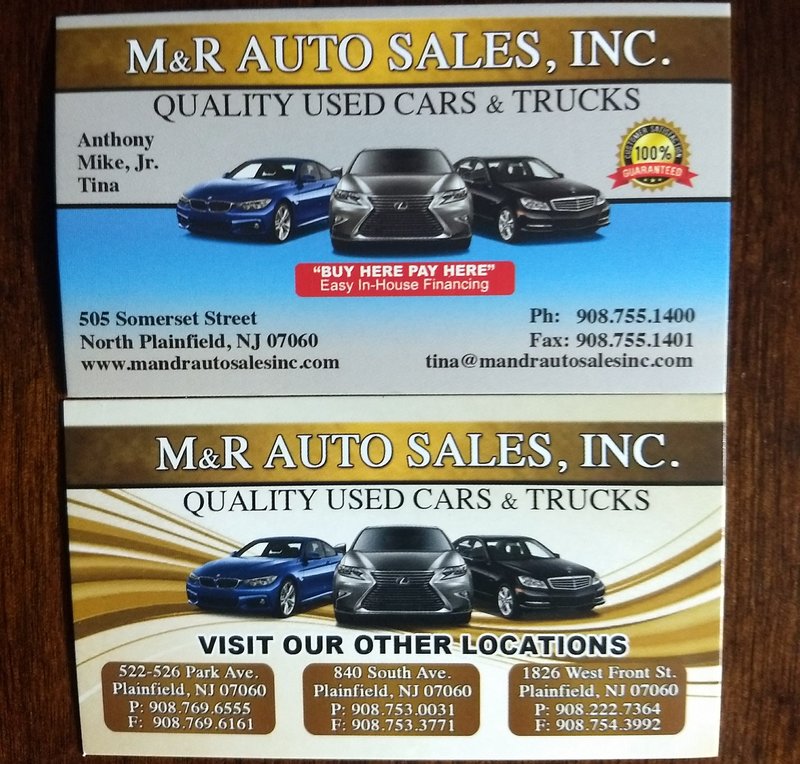 M&R AUTO SALES, INC.
QUALITY USED CARS & TRUCKS
Anthony
Mike, Jr.
Tina
CUSTOMER SATISFACTION
100%
GUARANTEED
"BUY HERE PAY HERE"
Easy In-House Financing
505 Somerset Street
North Plainfield, NJ 07060
www.mandrautosalesinc.com
Ph: 908.755.1400
Fax: 908.755.1401
tina@mandrautosalesinc.com
M&R AUTO SALES, INC.
QUALITY USED CARS & TRUCKS
VISIT OUR OTHER LOCATIONS
522-526 Park Ave.
Plainfield, NJ 07060
P: 908.769.6555
F: 908.769.6161
840 South Ave.
Plainfield, NJ 07060
P: 908.753.0031
F: 908.753.3771
1826 West Front St.
Plainfield, NJ 07060
P: 908.222.7364
F: 908.754.3992